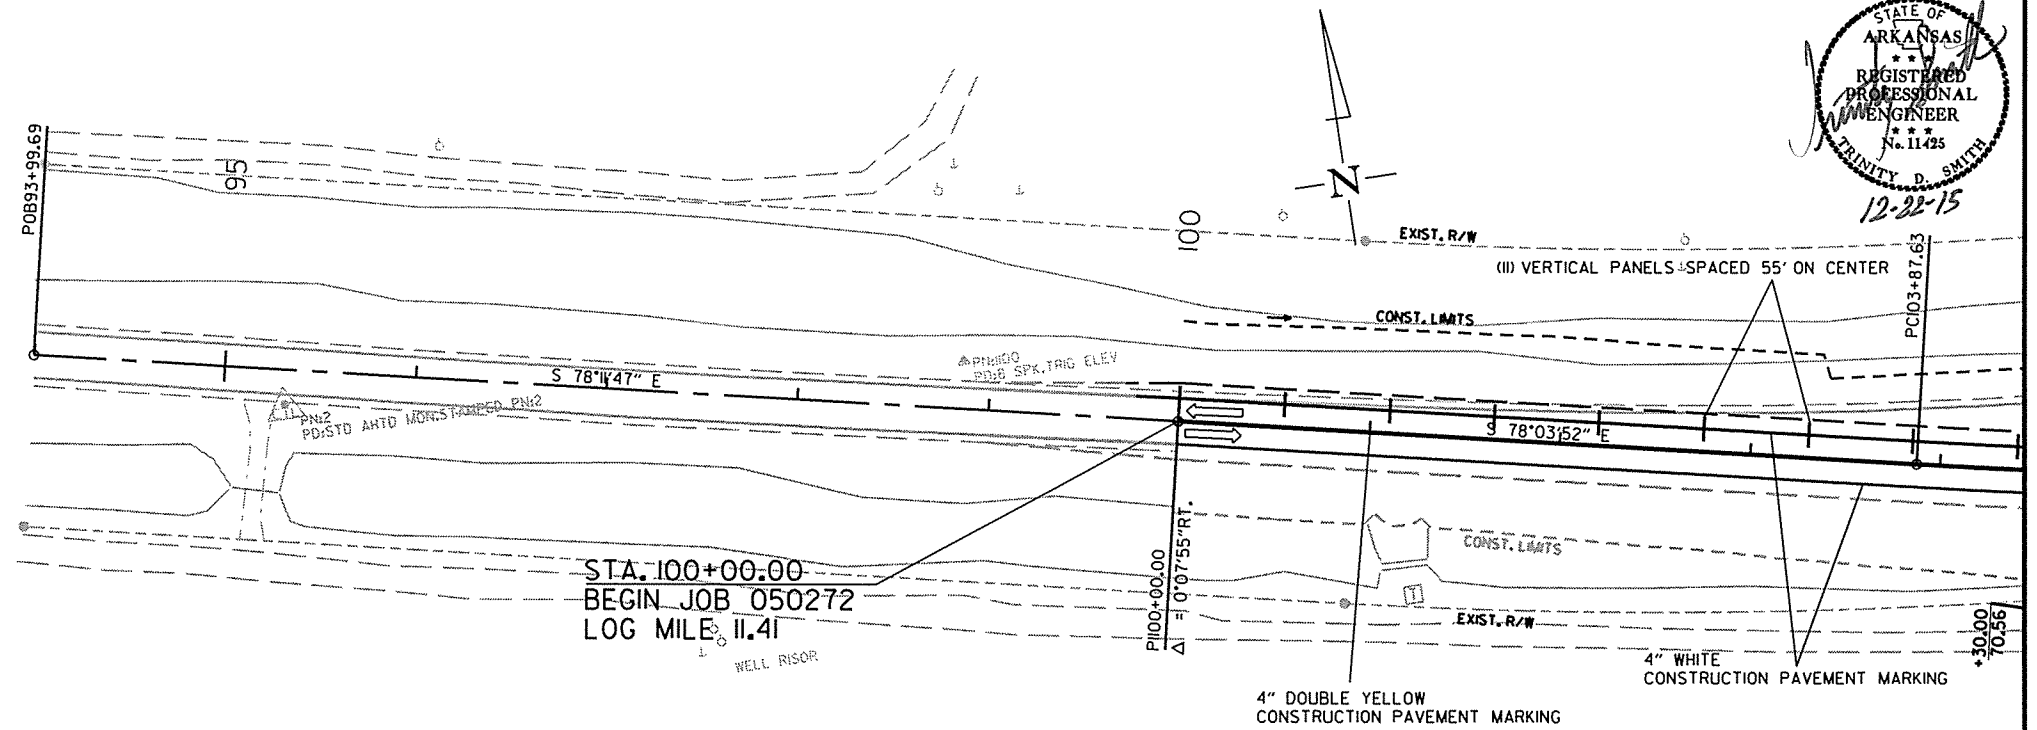 STATE OF
ARKANSAS
★ ★ ★
REGISTERED
PROFESSIONAL
ENGINEER
★ ★ ★
No. 11425
TRINITY D. SMITH
12-22-15
POB93+99.69
95
100
N
EXIST. R/W
(11) VERTICAL PANELS SPACED 55' ON CENTER
PC103+87.63
CONST. LIMITS
PN:100
PD:6 SPK.TRIG ELEV
S 78°11'47" E
PN:2
PD:STD AHTD MON.STAMPED PN:2
S 78°03'52" E
STA. 100+00.00
BEGIN JOB 050272
LOG MILE 11.41
WELL RISOR
PI100+00.00
Δ = 0°07'55"RT.
CONST. LIMITS
T
EXIST. R/W
+30.00
70.56
4" WHITE
CONSTRUCTION PAVEMENT MARKING
4" DOUBLE YELLOW
CONSTRUCTION PAVEMENT MARKING